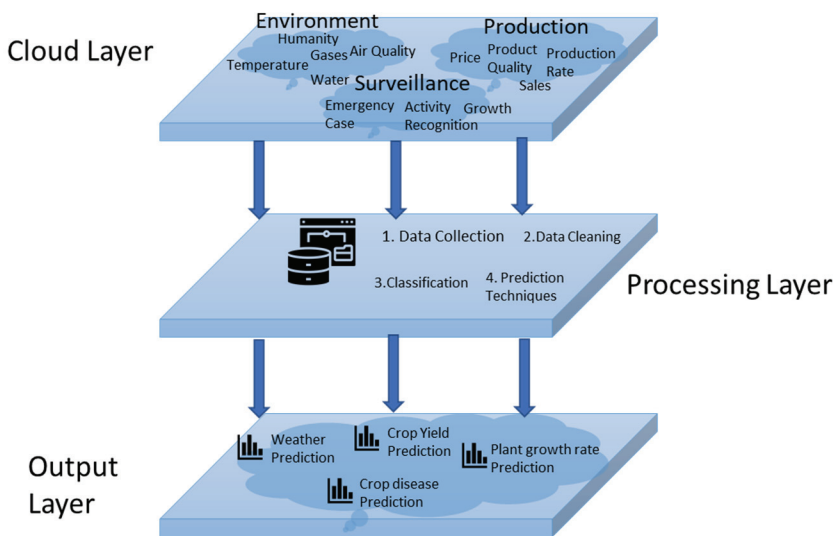 Cloud Layer
Environment
Humanity
Gases
Air Quality
Temperature
Water
Production
Price
Product
Quality
Production
Rate
Sales
Surveillance
Emergency
Case
Activity
Recognition
Growth
1. Data Collection
2.Data Cleaning
3.Classification
4. Prediction
Techniques
Processing Layer
Output
Layer
Weather
Prediction
Crop Yield
Prediction
Plant growth rate
Prediction
Crop disease
Prediction